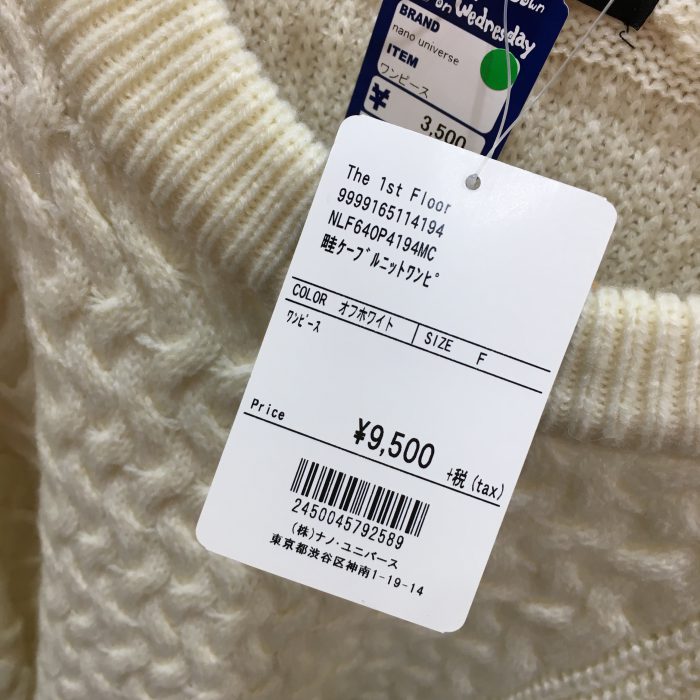 on Wednesday
BRAND
nano universe
ITEM
ワンピース
¥
3,500
The 1st Floor
9999165114194
NLF640P4194MC
畦ケーブルニットワンピ
COLOR オフホワイト SIZE F
ワンピース
Price ¥9,500 +税(tax)
2450045792589
(株)ナノ・ユニバース
東京都渋谷区神南1-19-14